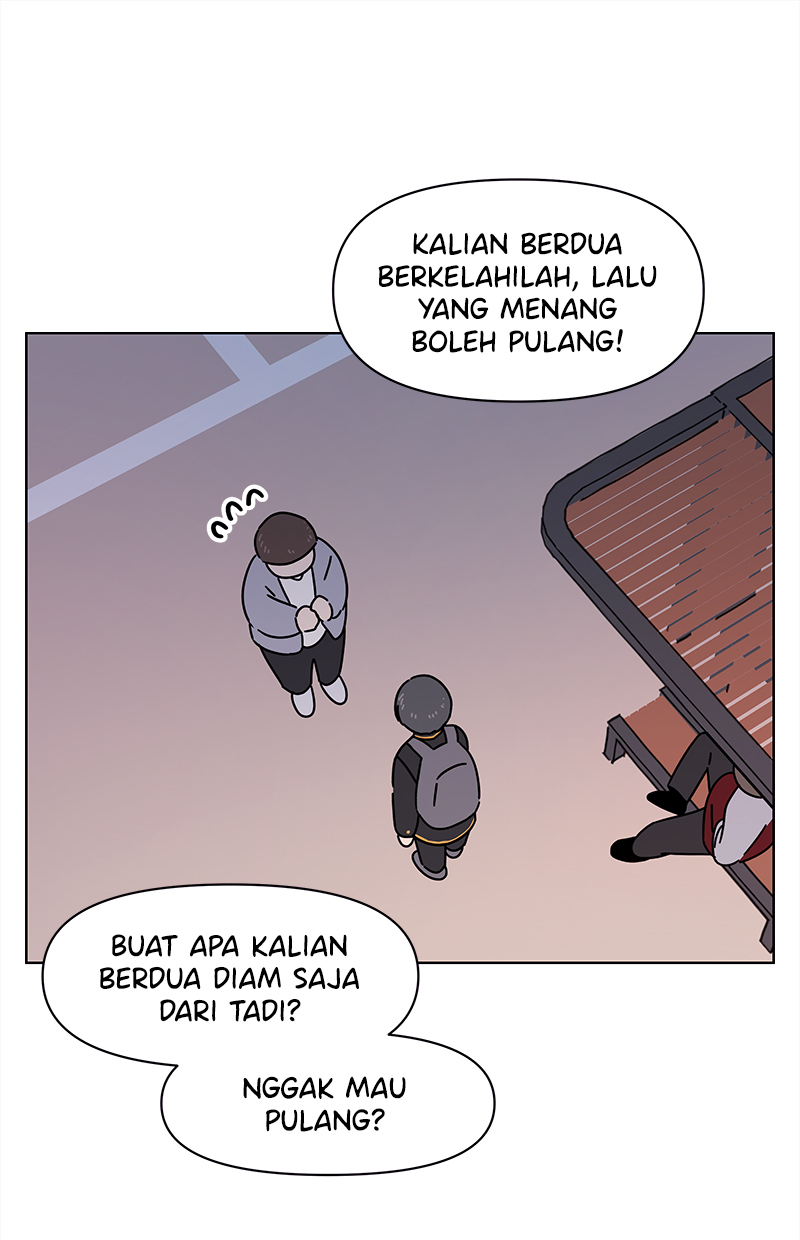 KALIAN BERDUA
BERKELAHILAH, LALU
YANG MENANG
BOLEH PULANG!
BUAT APA KALIAN
BERDUA DIAM SAJA
DARI TADI?
NGGAK MAU
PULANG?